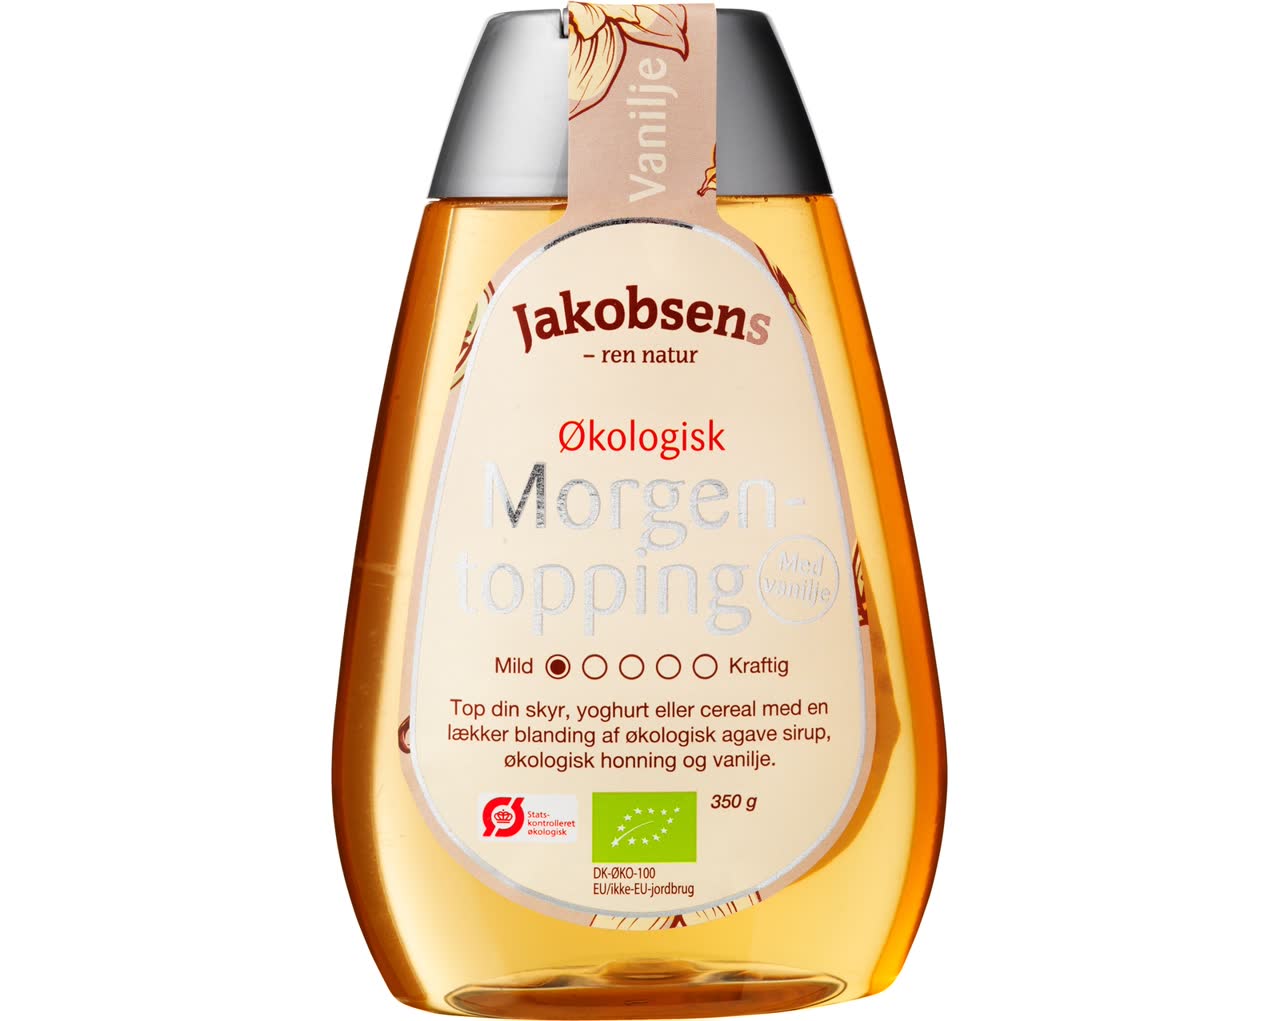 Vanilje
Jakobsens
– ren natur
Økologisk
Morgen-
topping
Med
vanilje
Mild
Kraftig
Top din skyr, yoghurt eller cereal med en
lækker blanding af økologisk agave sirup,
økologisk honning og vanilje.
Stats-
kontrolleret
økologisk
350 g
DK-ØKO-100
EU/ikke-EU-jordbrug